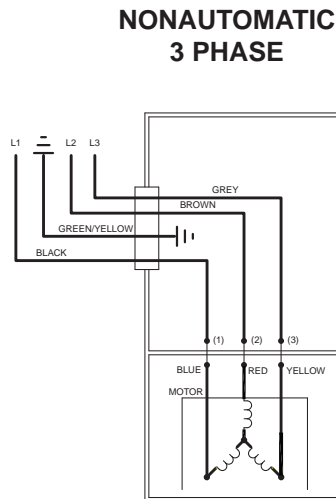 NONAUTOMATIC
3 PHASE
L1 L2 L3
GREY
BROWN
GREEN/YELLOW
BLACK
(1) (2) (3)
BLUE RED YELLOW
MOTOR